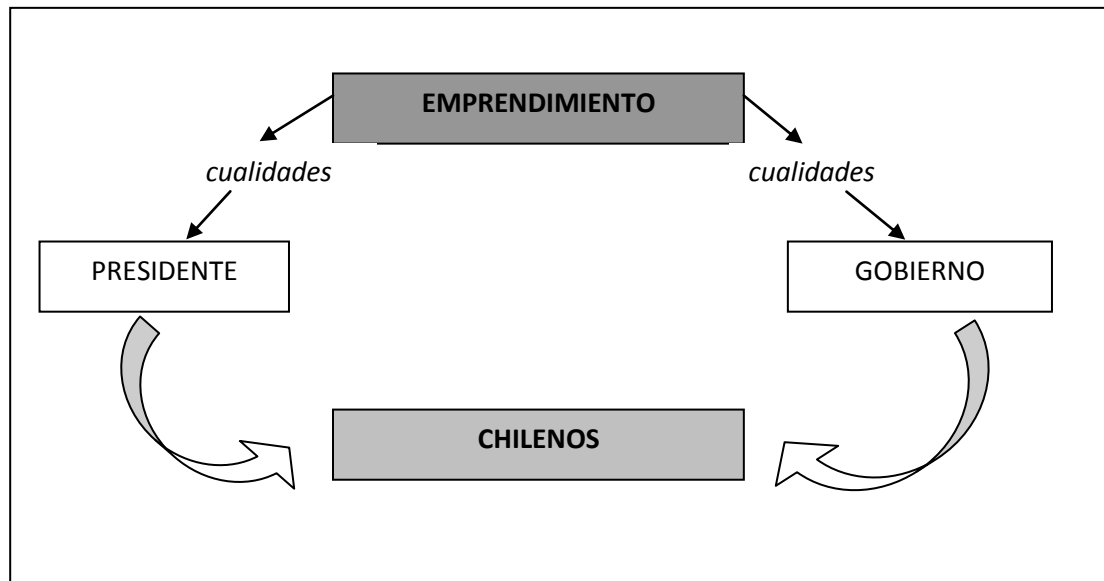 EMPRENDIMIENTO
cualidades
cualidades
PRESIDENTE
GOBIERNO
CHILENOS